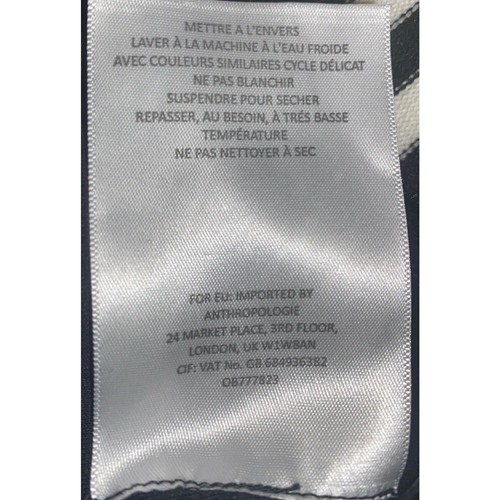 METTRE A L'ENVERS
LAVER À LA MACHINE À L'EAU FROIDE
AVEC COULEURS SIMILAIRES CYCLE DÉLICAT
NE PAS BLANCHIR
SUSPENDRE POUR SECHER
REPASSER, AU BESOIN, À TRÉS BASSE
TEMPÉRATURE
NE PAS NETTOYER À SEC
FOR EU: IMPORTED BY
ANTHROPOLOGIE
24 MARKET PLACE, 3RD FLOOR,
LONDON, UK W1W8AN
CIF: VAT No. GB 684936382
OB777823